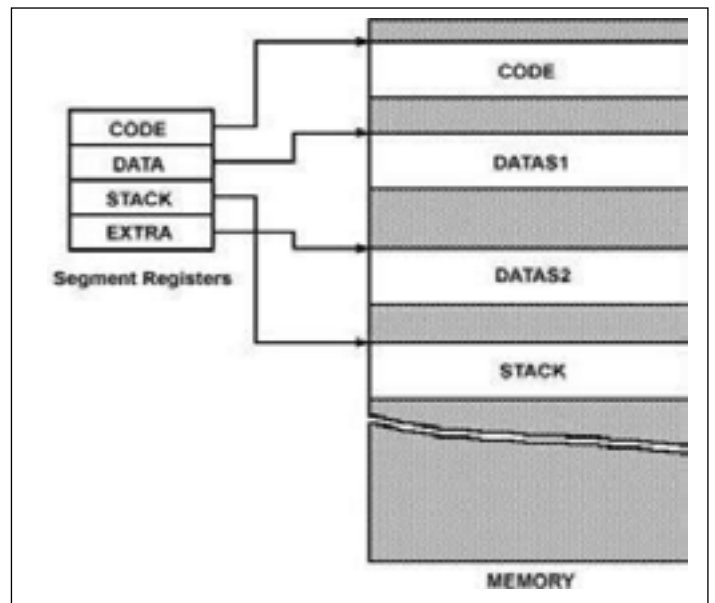 CODE
DATA
STACK
EXTRA
Segment Registers
CODE
DATAS1
DATAS2
STACK
MEMORY